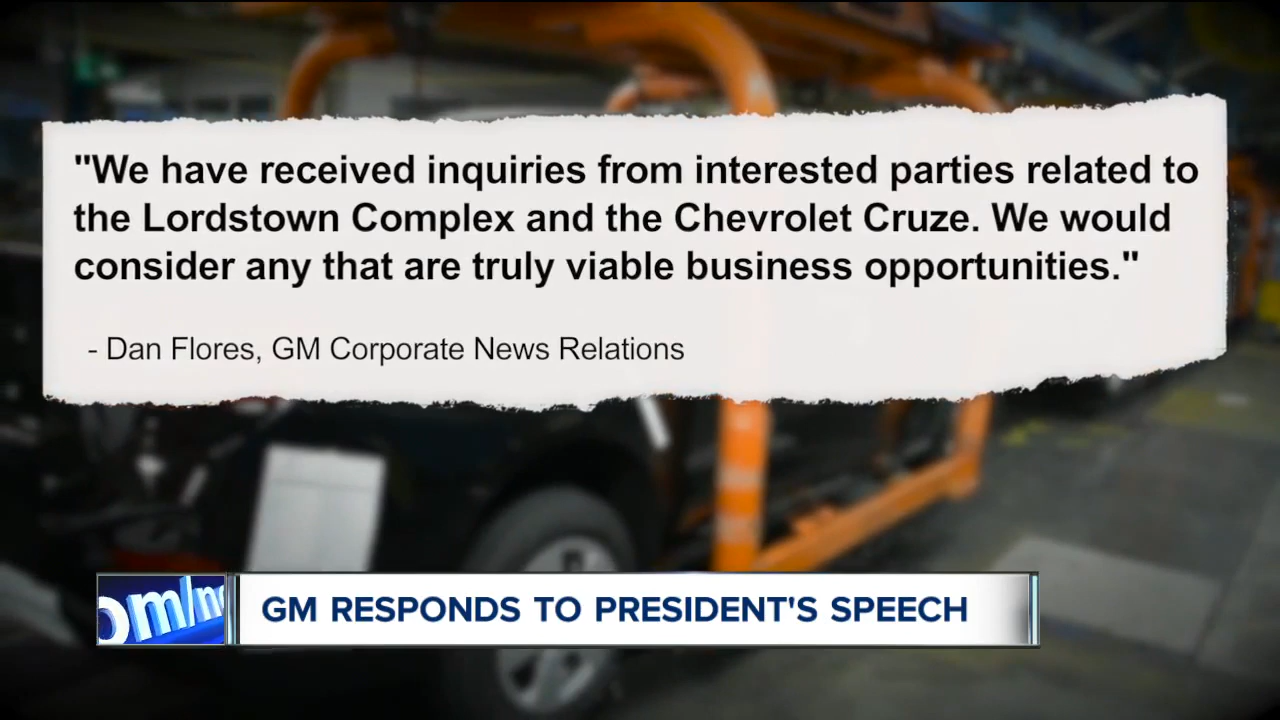 "We have received inquiries from interested parties related to
the Lordstown Complex and the Chevrolet Cruze. We would
consider any that are truly viable business opportunities."
- Dan Flores, GM Corporate News Relations
om/n
GM RESPONDS TO PRESIDENT'S SPEECH